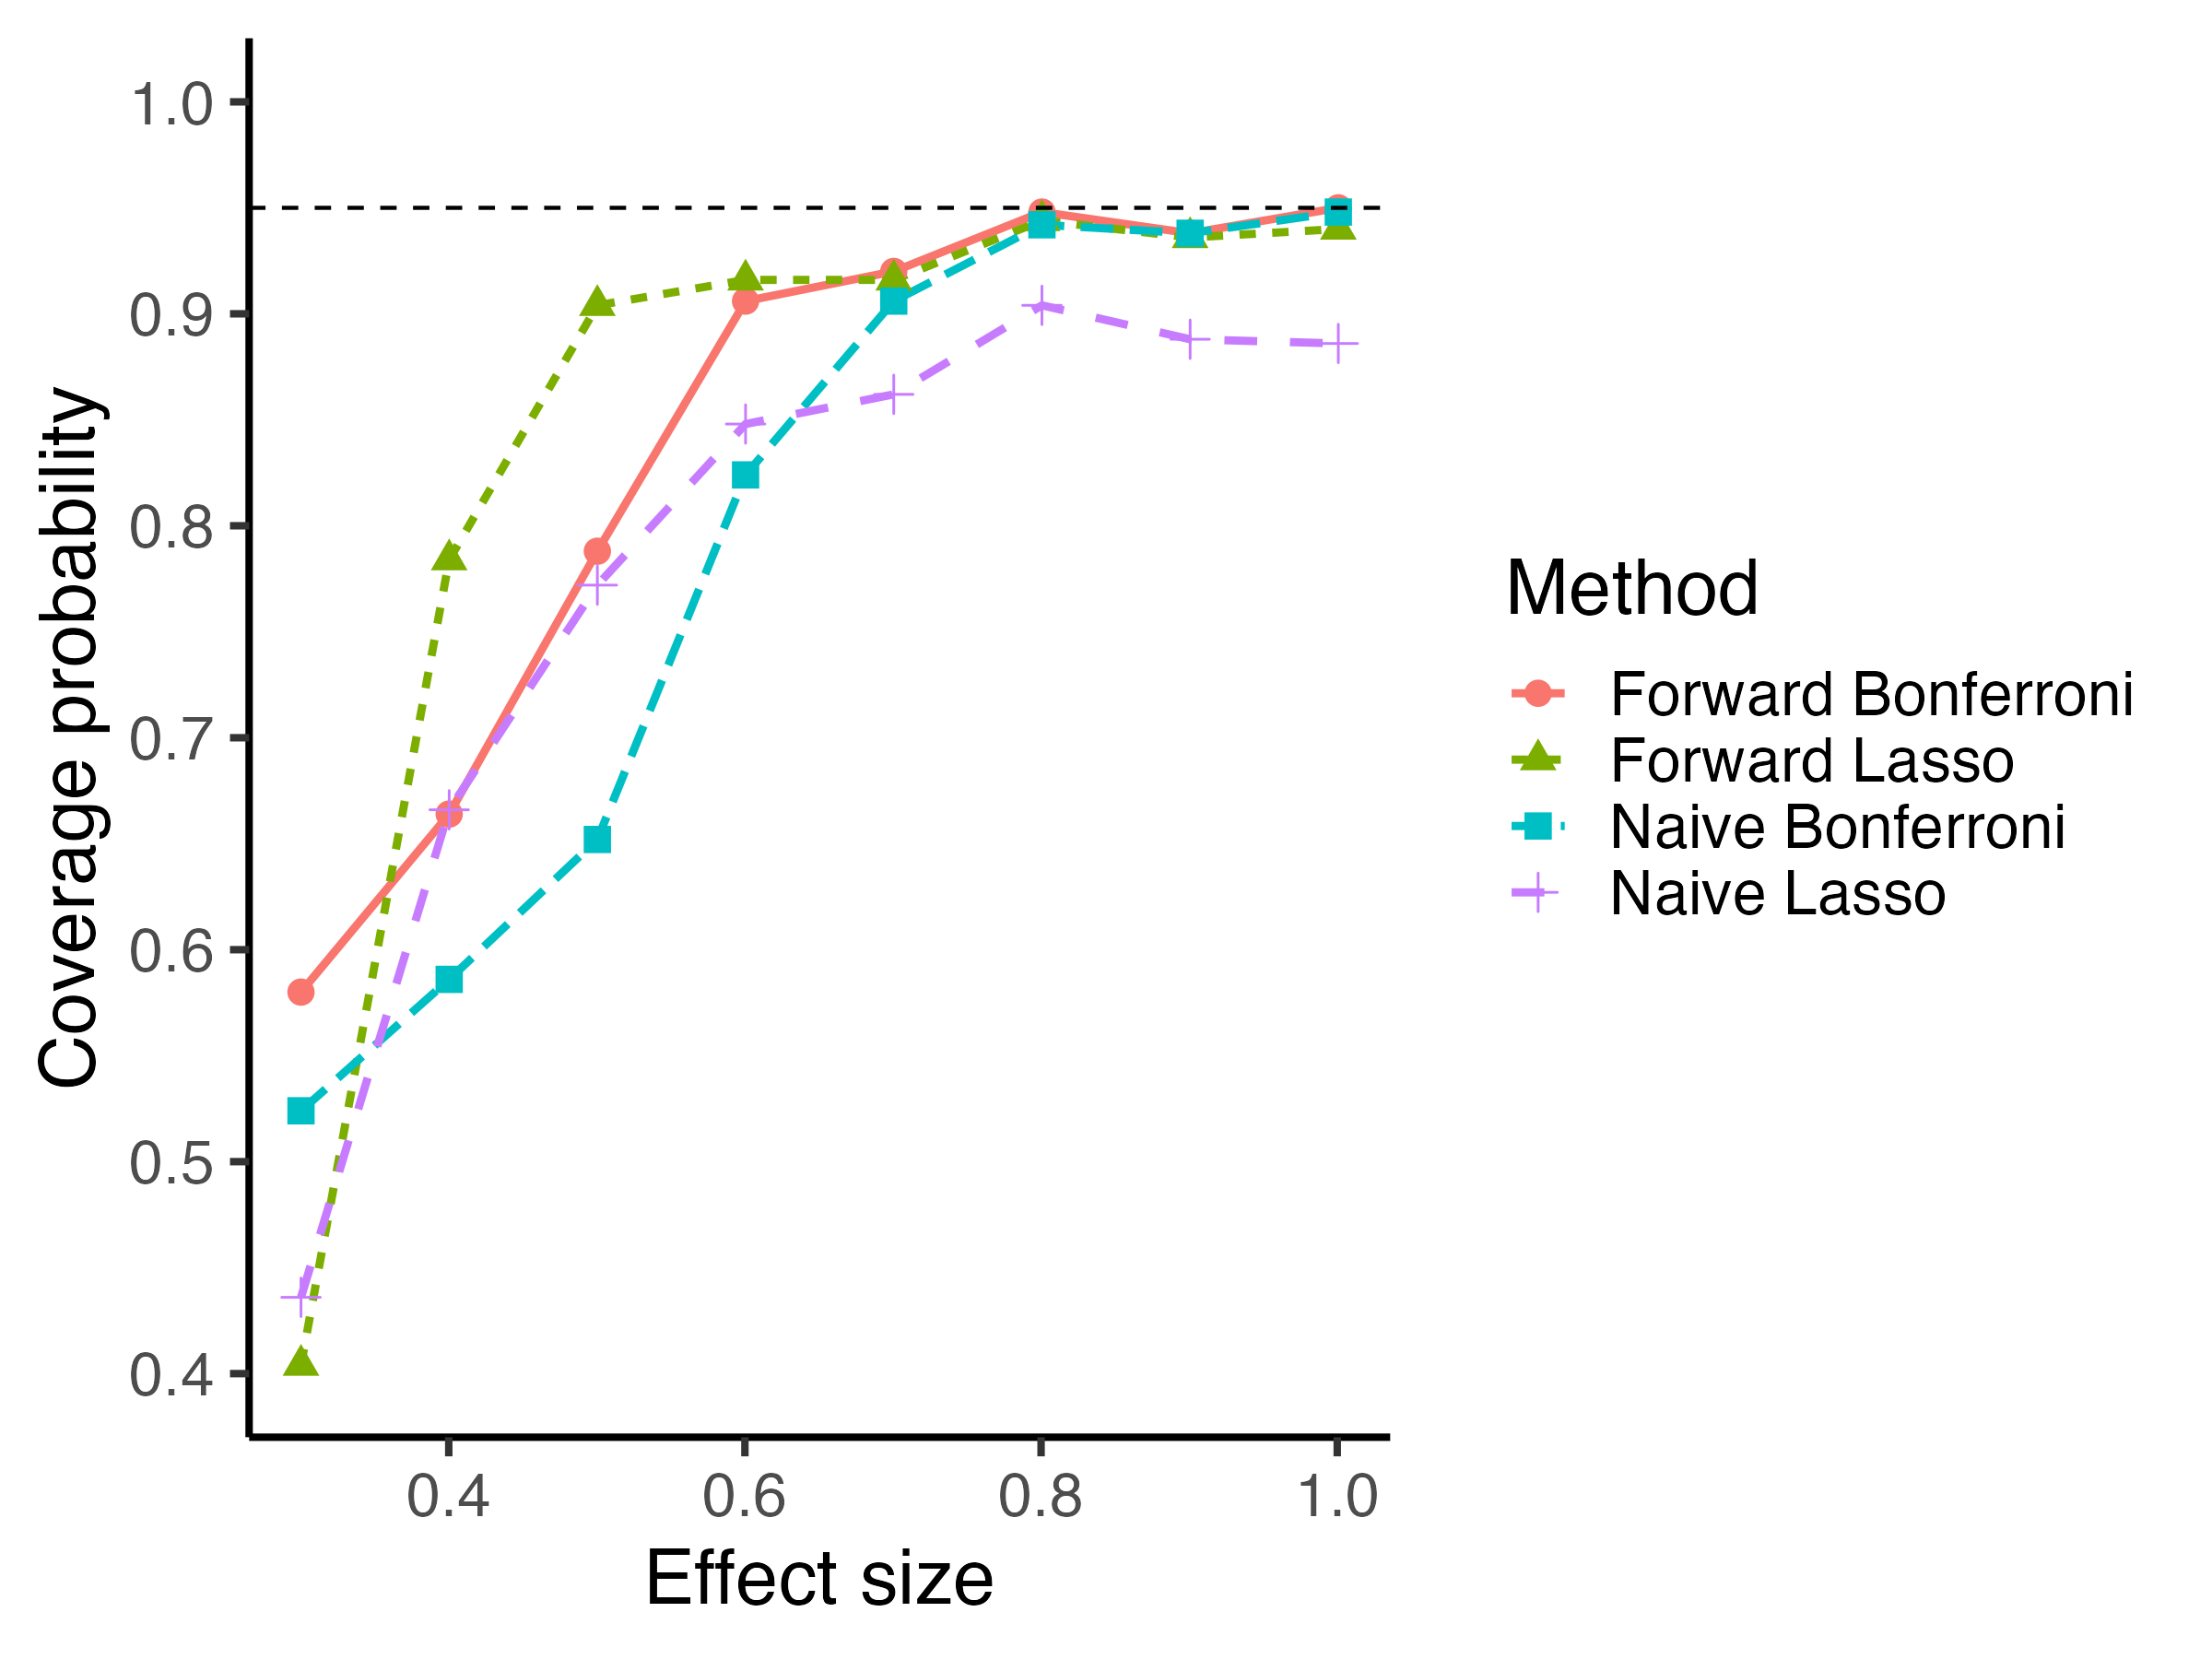 Coverage probability
1.0
0.9
0.8
0.7
0.6
0.5
0.4
0.4 0.6 0.8 1.0
Effect size
Method
Forward Bonferroni
Forward Lasso
Naive Bonferroni
Naive Lasso